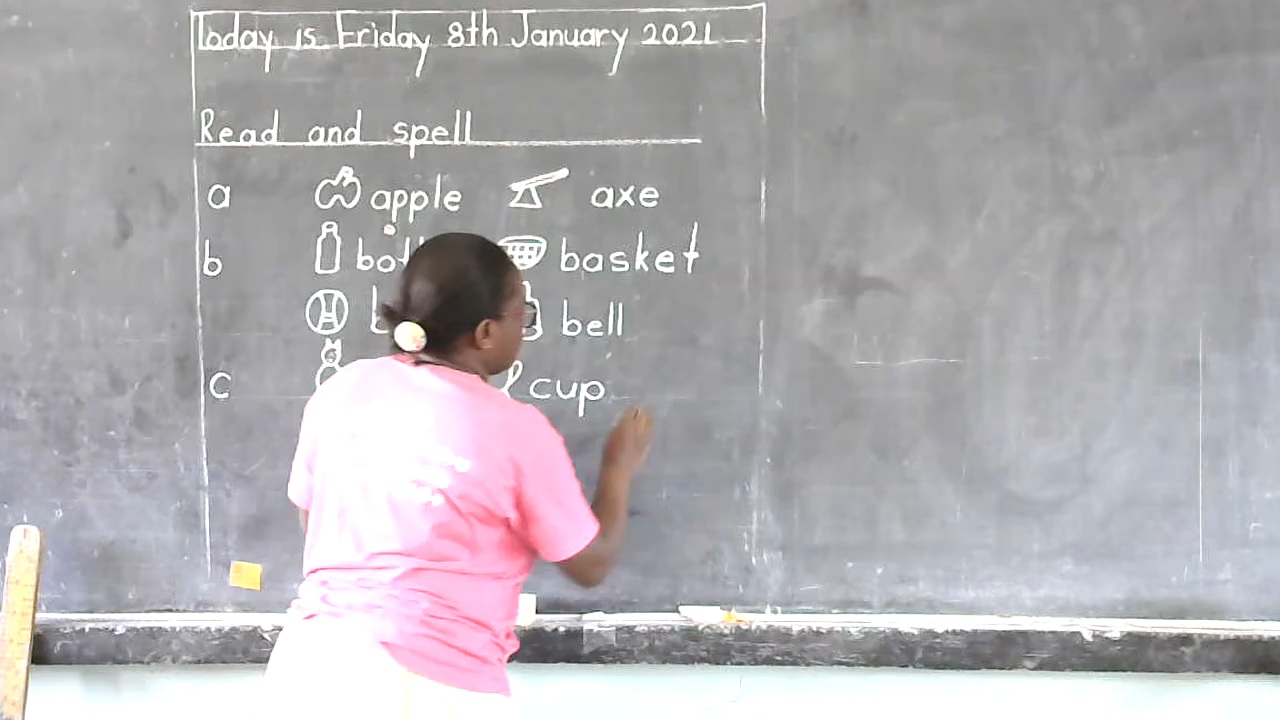 Today is Friday 8th January 2021
Read and spell
a apple axe
b basket
bell
c cup